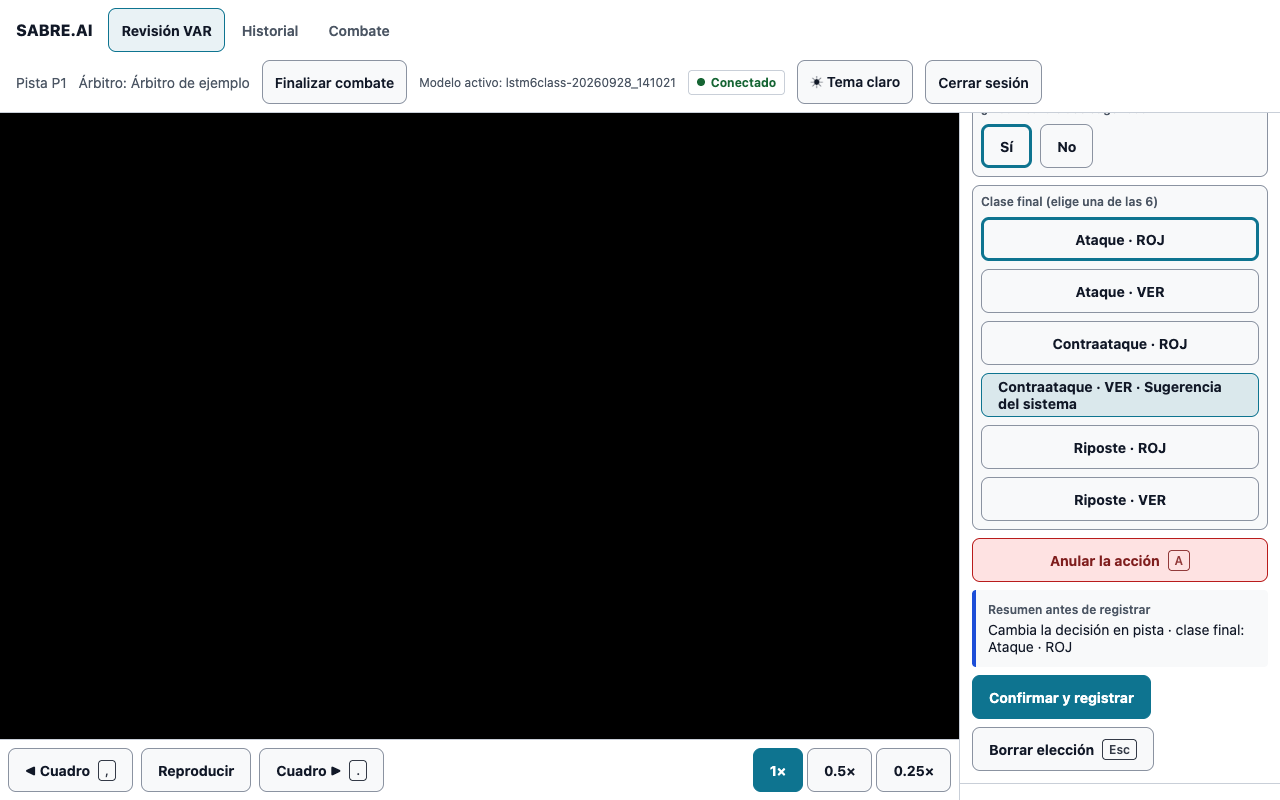 SABRE.AI
Revisión VAR
Historial
Combate
Pista P1
Árbitro: Árbitro de ejemplo
Finalizar combate
Modelo activo: lstm6class-20260928_141021
Conectado
Tema claro
Cerrar sesión
Sí
No
Clase final (elige una de las 6)
Ataque · ROJ
Ataque · VER
Contraataque · ROJ
Contraataque · VER · Sugerencia
del sistema
Riposte · ROJ
Riposte · VER
Anular la acción A
Resumen antes de registrar
Cambia la decisión en pista · clase final:
Ataque · ROJ
Confirmar y registrar
Borrar elección Esc
◀ Cuadro ,
Reproducir
Cuadro ▶ .
1×
0.5×
0.25×